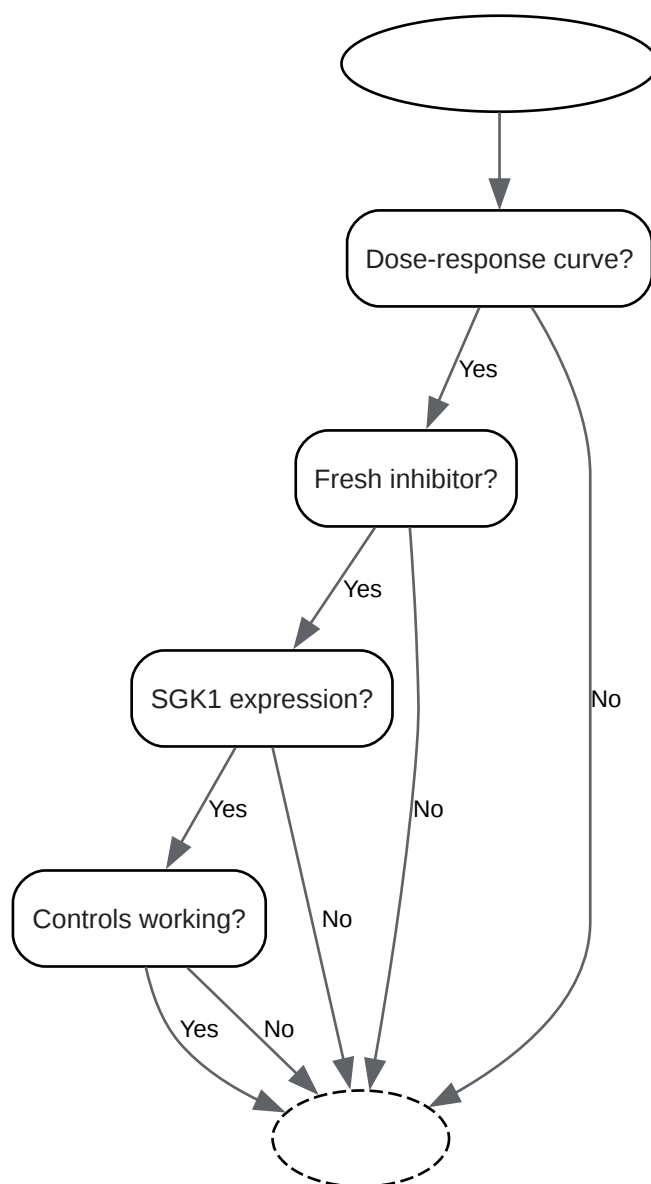 Dose-response curve?
Yes
Fresh inhibitor?
Yes
SGK1 expression?
No
Yes
No
Controls working?
No
Yes
No